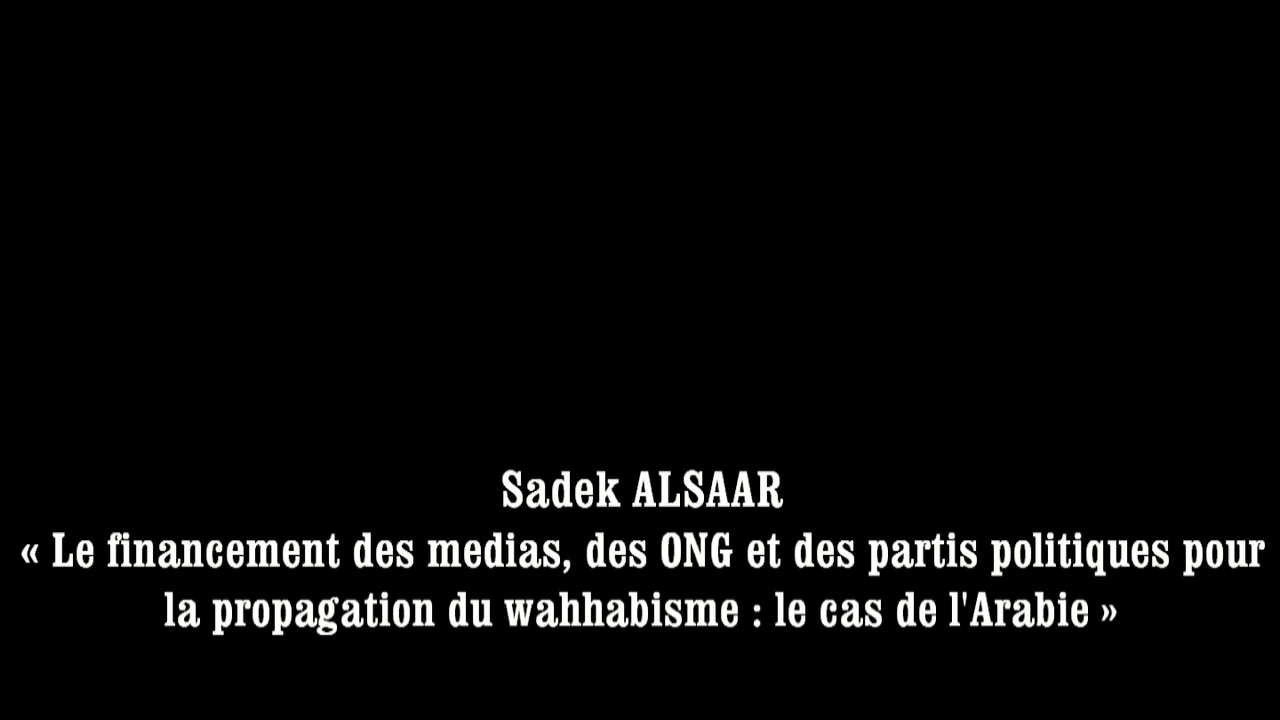 Sadek ALSAAR
« Le financement des medias, des ONG et des partis politiques pour
la propagation du wahhabisme : le cas de l'Arabie »